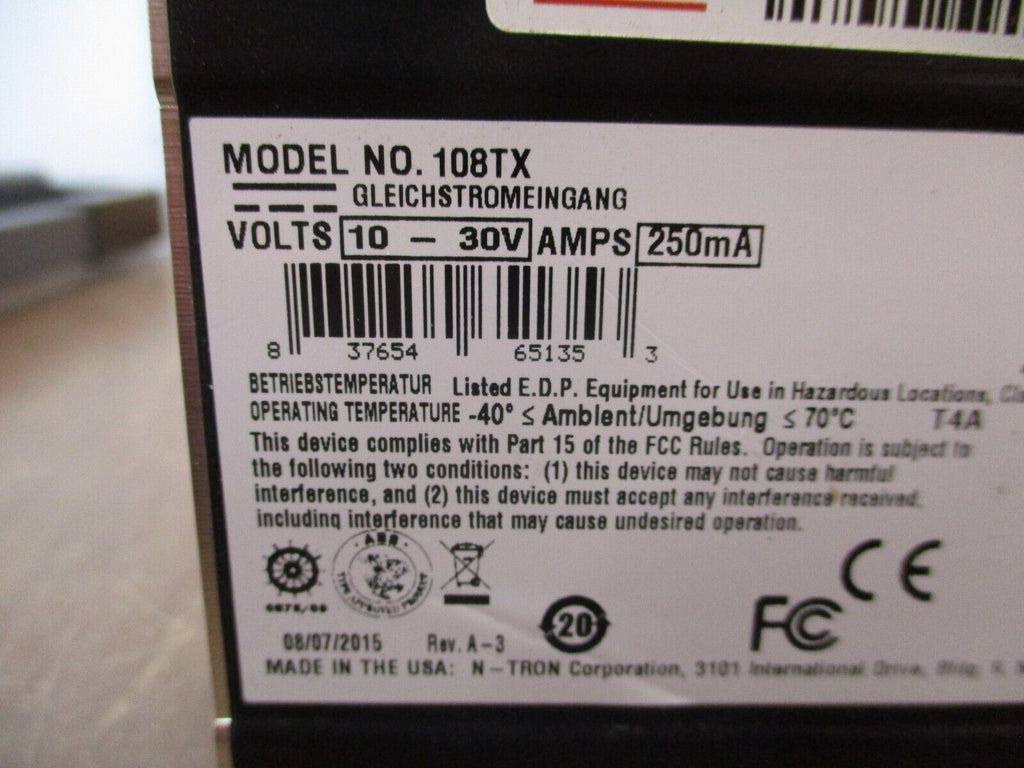 MODEL NO. 108TX
GLEICHSTROMEINGANG
VOLTS 10 – 30V AMPS 250mA
8 37654 65135 3
BETRIEBSTEMPERATUR Listed E.D.P. Equipment for Use in Hazardous Locations,
OPERATING TEMPERATURE -40° ≤ Ambient/Umgebung ≤ 70°C T4A
This device complies with Part 15 of the FCC Rules. Operation is subject to
the following two conditions: (1) this device may not cause harmful
interference, and (2) this device must accept any interference received,
including interference that may cause undesired operation.
ABS
TYPE APPROVED PRODUCT
20
CE
FC
08/07/2015 Rev. A-3
MADE IN THE USA: N-TRON Corporation, 3101 International Drive, Bldg.